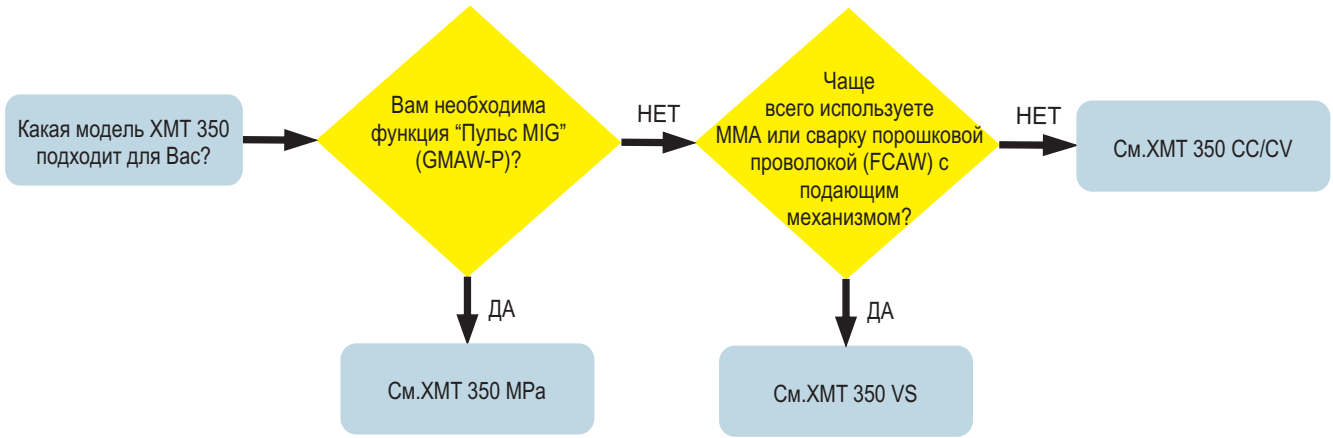 Какая модель XMT 350
подходит для Вас?
Вам необходима
функция “Пульс MIG”
(GMAW-P)?
НЕТ
Чаще
всего используете
ММА или сварку порошковой
проволокой (FCAW) с
подающим
механизмом?
НЕТ
См.XMT 350 CC/CV
ДА
См.XMT 350 MPa
ДА
См.XMT 350 VS